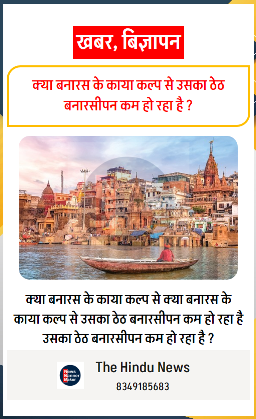 खबर, बिज्ञापन
क्या बनारस के काया कल्प से उसका ठेठ
बनारसीपन कम हो रहा है ?
क्या बनारस के काया कल्प से क्या बनारस के
काया कल्प से उसका ठेठ बनारसीपन कम हो रहा है
उसका ठेठ बनारसीपन कम हो रहा है ?
The Hindu News
8349185683